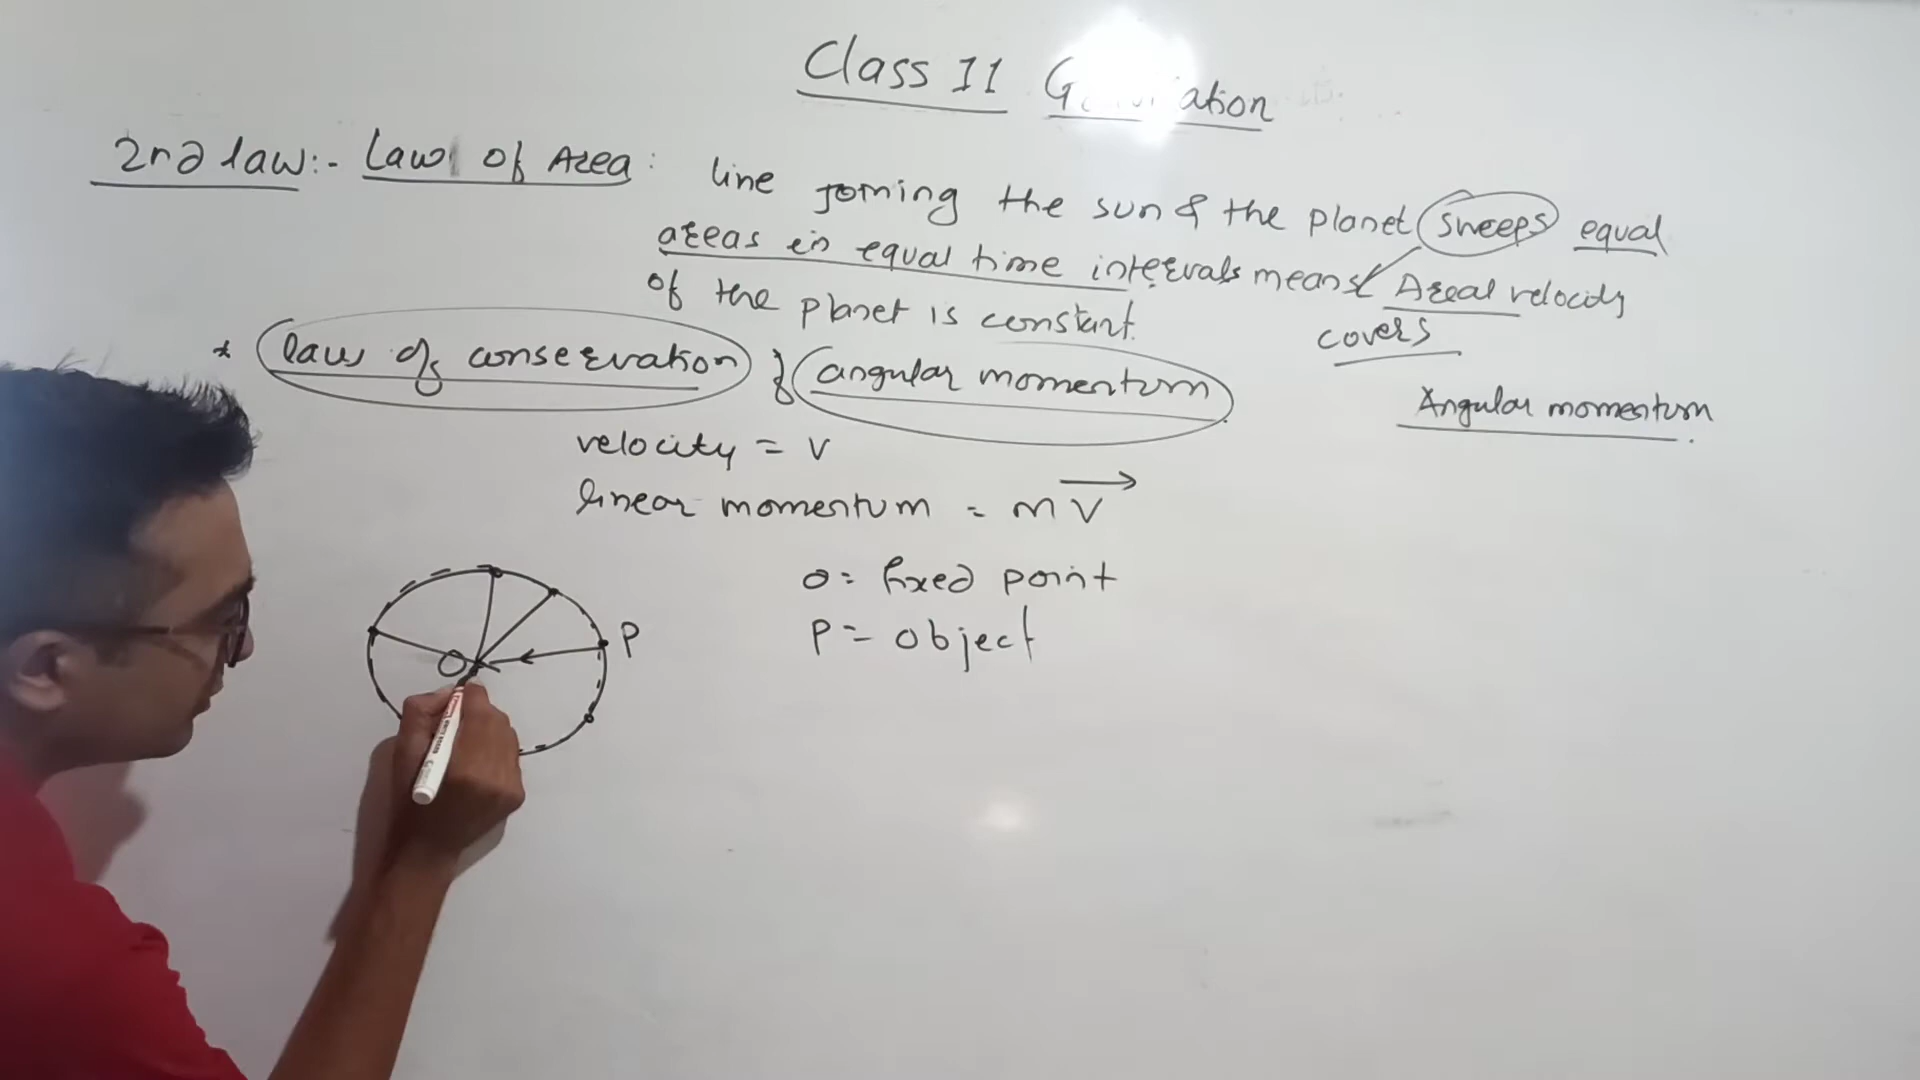 Class 11 Gravitation
2nd law:- Law of Area: line joining the sun & the planet sweeps equal
areas in equal time intervals means Areal velocity
of the planet is constant.
covers
* law of conservation of angular momentum
Angular momentum.
velocity = v
linear momentum = mv
O = fixed point
P = object
P
O